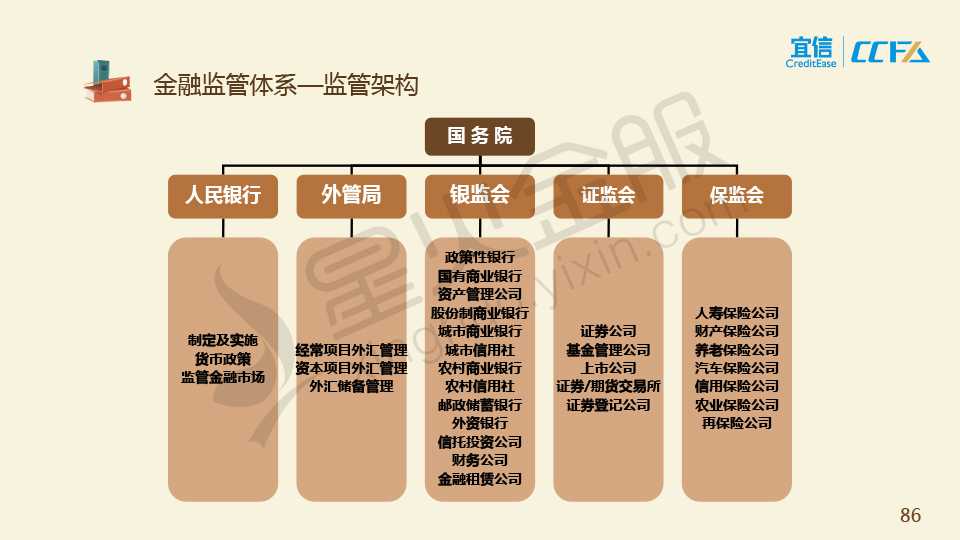 宜信
CreditEase
CCFA
金融监管体系—监管架构
国务院
人民银行
外管局
银监会
证监会
保监会
制定及实施
货币政策
监管金融市场
经常项目外汇管理
资本项目外汇管理
外汇储备管理
政策性银行
国有商业银行
资产管理公司
股份制商业银行
城市商业银行
城市信用社
农村商业银行
农村信用社
邮政储蓄银行
外资银行
信托投资公司
财务公司
金融租赁公司
证券公司
基金管理公司
上市公司
证券/期货交易所
证券登记公司
人寿保险公司
财产保险公司
养老保险公司
汽车保险公司
信用保险公司
农业保险公司
再保险公司
星火金服
86